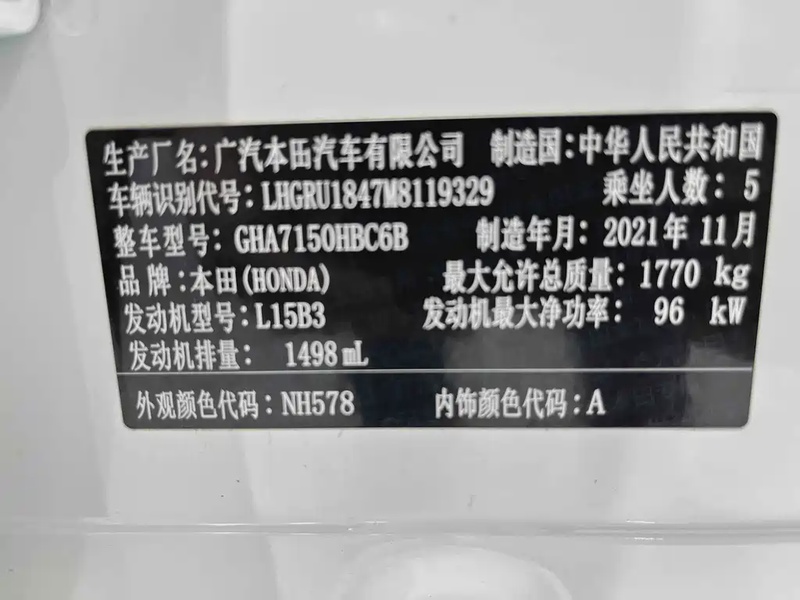 生产厂名:广汽本田汽车有限公司 制造国:中华人民共和国
车辆识别代号: LHGRU1847M8119329 乘坐人数: 5
整车型号: GHA7150HBC6B 制造年月: 2021年 11月
品牌:本田(HONDA) 最大允许总质量: 1770 kg
发动机型号: L15B3 发动机最大净功率: 96 kW
发动机排量: 1498 mL
外观颜色代码: NH578 内饰颜色代码: A